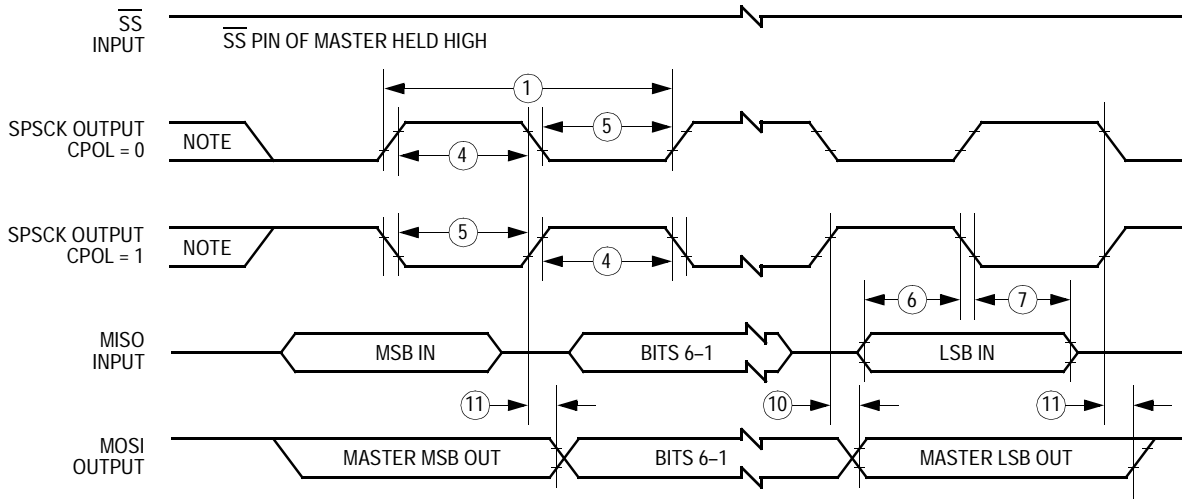 SS
INPUT
SS PIN OF MASTER HELD HIGH
1
SPSCK OUTPUT
CPOL = 0
NOTE
5
4
SPSCK OUTPUT
CPOL = 1
NOTE
5
4
6
7
MISO
INPUT
MSB IN
BITS 6–1
LSB IN
11
10
11
MOSI
OUTPUT
MASTER MSB OUT
BITS 6–1
MASTER LSB OUT